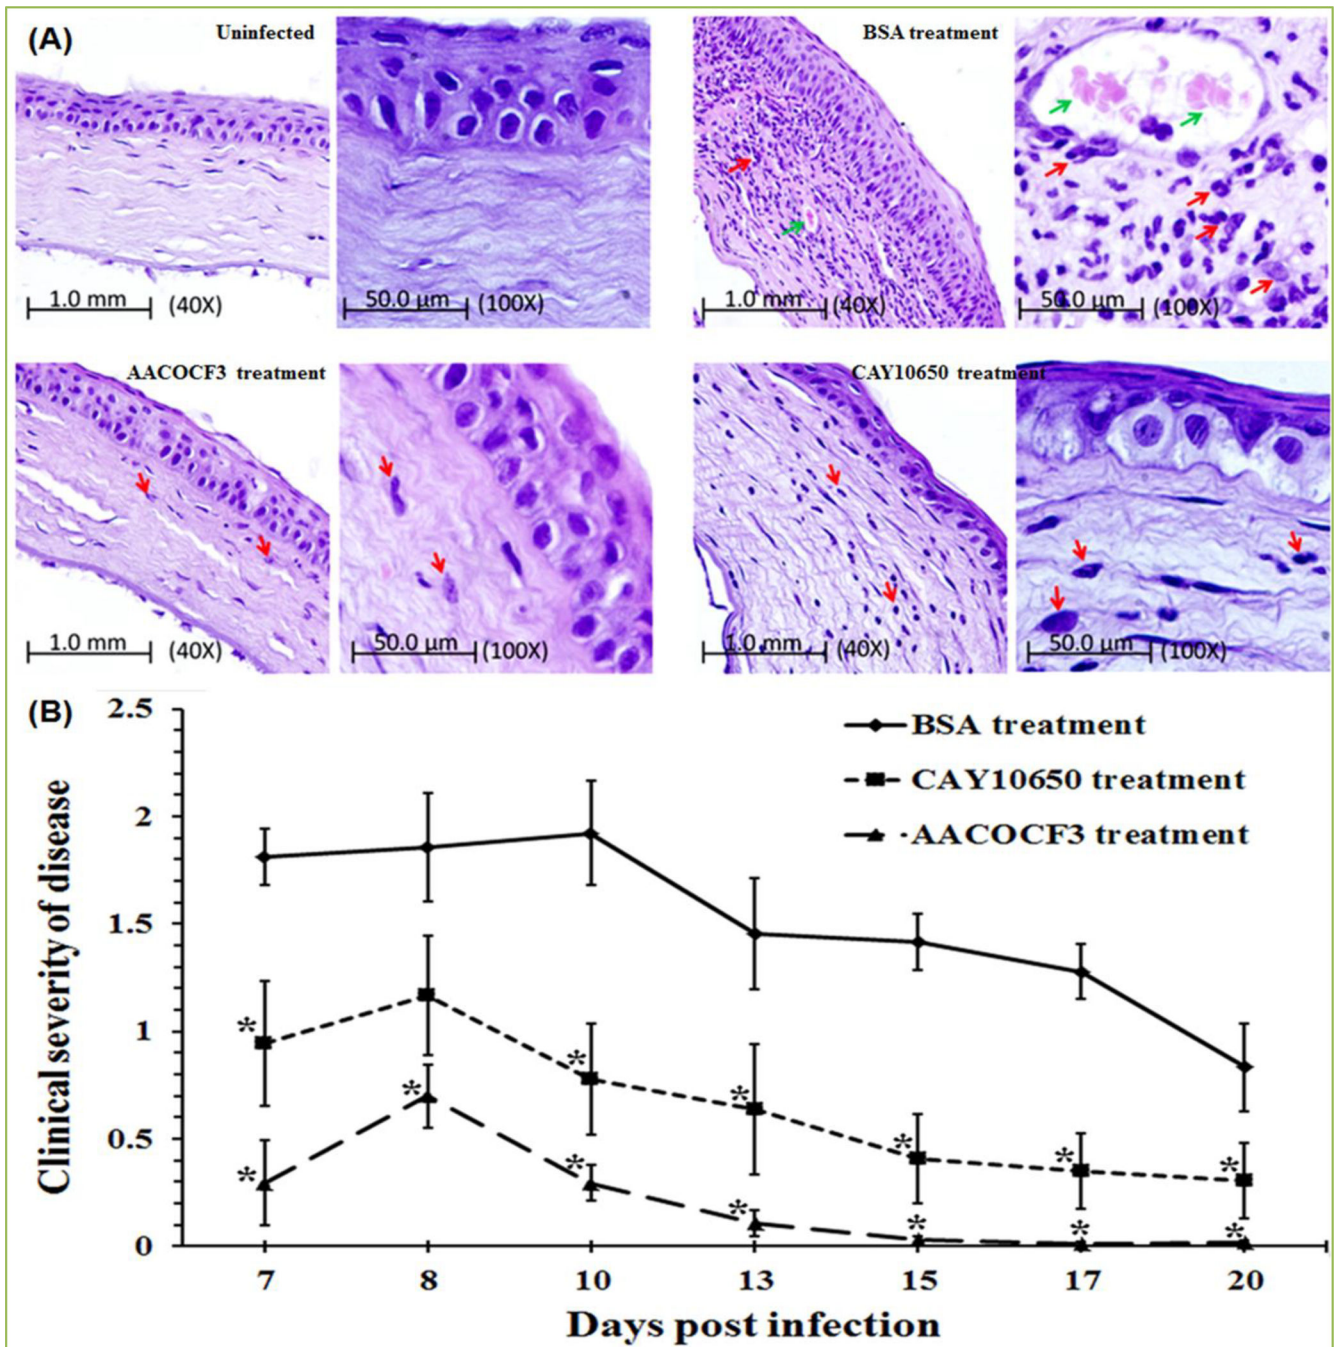 (A)
Uninfected
BSA treatment
1.0 mm (40X)
50.0 µm (100X)
1.0 mm (40X)
50.0 µm (100X)
AACOCF3 treatment
CAY10650 treatment
1.0 mm (40X)
50.0 µm (100X)
1.0 mm (40X)
50.0 µm (100X)
(B)
2.5
2
1.5
1
0.5
0
Clinical severity of disease
BSA treatment
CAY10650 treatment
AACOCF3 treatment
*
*
*
*
*
*
*
*
*
*
*
*
*
7 8 10 13 15 17 20
Days post infection